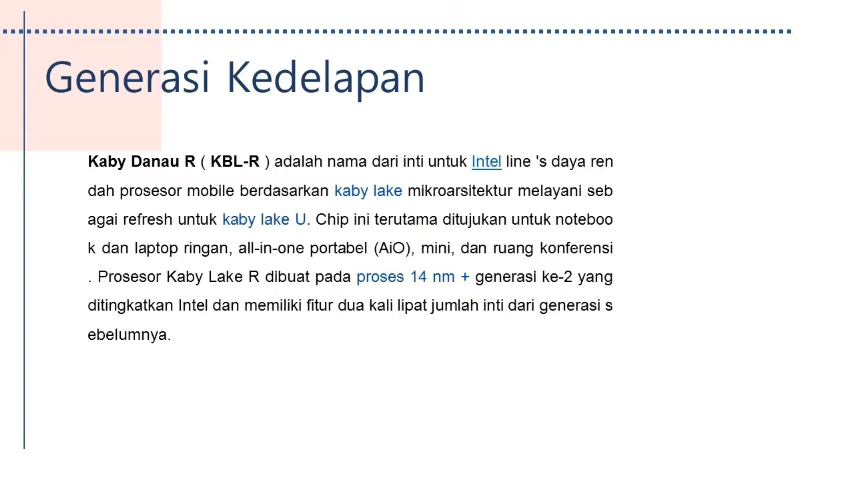 Generasi Kedelapan
Kaby Danau R ( KBL-R ) adalah nama dari inti untuk Intel line 's daya ren
dah prosesor mobile berdasarkan kaby lake mikroarsitektur melayani seb
agai refresh untuk kaby lake U. Chip ini terutama ditujukan untuk noteboo
k dan laptop ringan, all-in-one portabel (AiO), mini, dan ruang konferensi
. Prosesor Kaby Lake R dibuat pada proses 14 nm + generasi ke-2 yang
ditingkatkan Intel dan memiliki fitur dua kali lipat jumlah inti dari generasi s
ebelumnya.